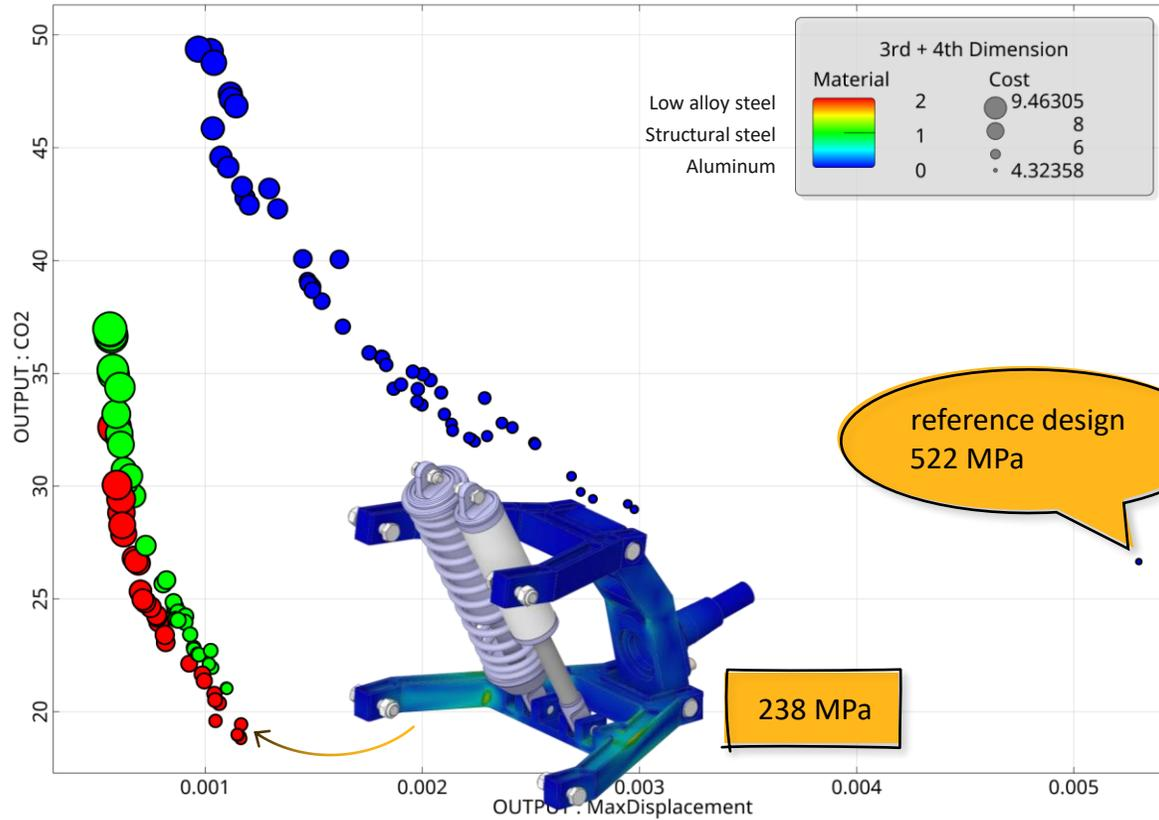 3rd + 4th Dimension
Material
Cost
Low alloy steel
Structural steel
Aluminum
2
1
0
9.46305
8
6
4.32358
50
45
40
35
30
25
20
OUTPUT : CO2
reference design
522 MPa
238 MPa
0.001
0.002
0.003
0.004
0.005
OUTPUT : MaxDisplacement